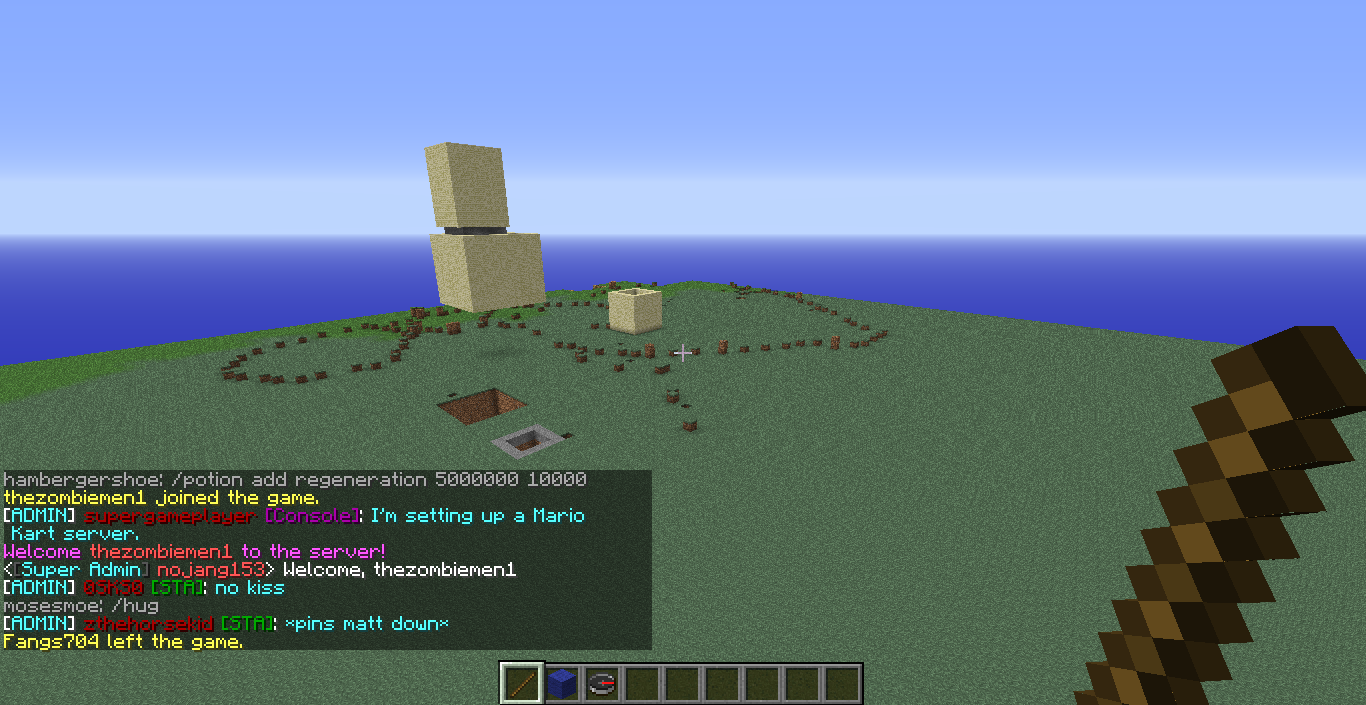 hambergershoe: /potion add regeneration 5000000 10000
thezombiemen1 joined the game.
[ADMIN] supergameplayer [Console]: I'm setting up a Mario
Kart server.
Welcome thezombiemen1 to the server!
<[Super Admin] nojang153> Welcome, thezombiemen1
[ADMIN] 05K50 [STA]: no kiss
mosesmoe: /hug
[ADMIN] zthehorsekid [STA]: *pins matt down*
Fangs704 left the game.